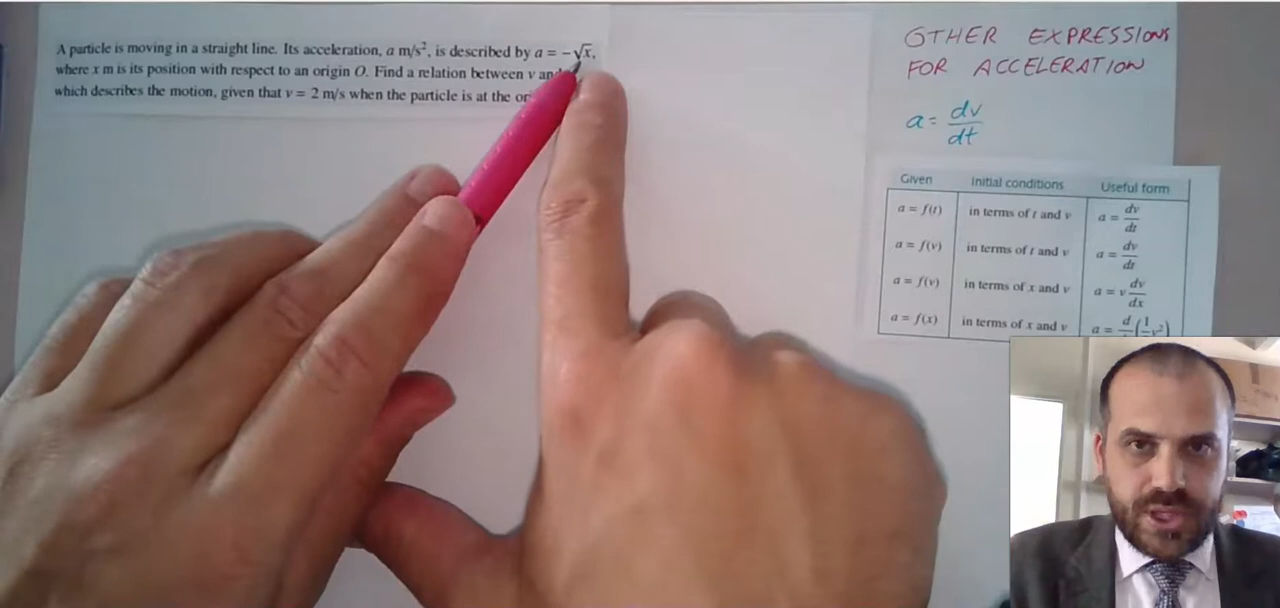 A particle is moving in a straight line. Its acceleration, a m/s², is described by a = −√x,
where x m is its position with respect to an origin O. Find a relation between v and
which describes the motion, given that v = 2 m/s when the particle is at the
OTHER EXPRESSIONS
FOR ACCELERATION
a = dv/dt
Given Initial conditions Useful form
a = f(t) in terms of t and v a = dv/dt
a = f(v) in terms of t and v a = dv/dt
a = f(v) in terms of x and v a = v dv/dx
a = f(x) in terms of x and v a = d (1 v²)